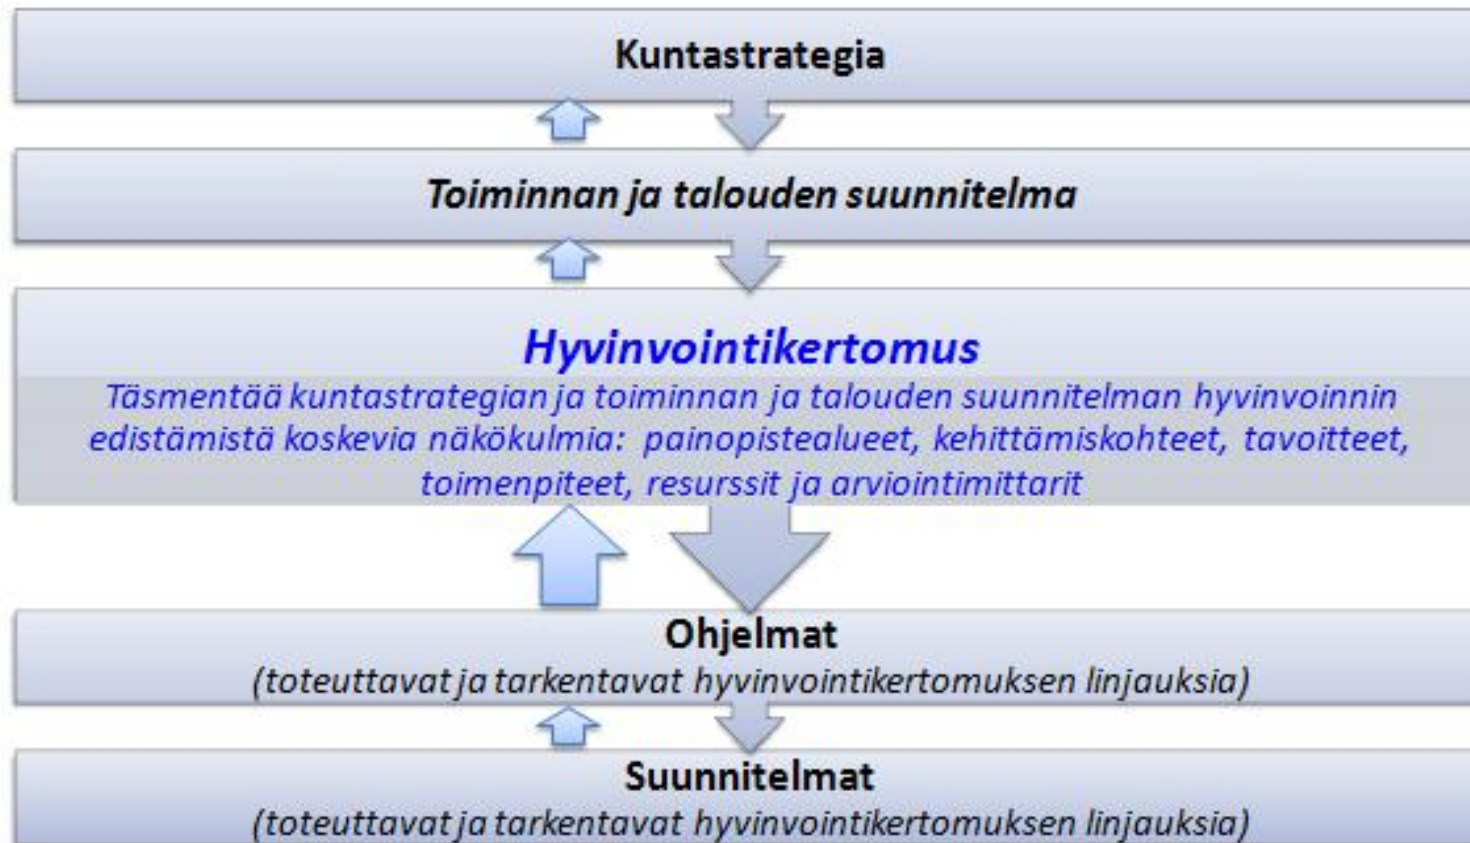 Kuntastrategia
Toiminnan ja talouden suunnitelma
Hyvinvointikertomus
Täsmentää kuntastrategian ja toiminnan ja talouden suunnitelman hyvinvoinnin
edistämistä koskevia näkökulmia: painopistealueet, kehittämiskohteet, tavoitteet,
toimenpiteet, resurssit ja arviointimittarit
Ohjelmat
(toteuttavat ja tarkentavat hyvinvointikertomuksen linjauksia)
Suunnitelmat
(toteuttavat ja tarkentavat hyvinvointikertomuksen linjauksia)